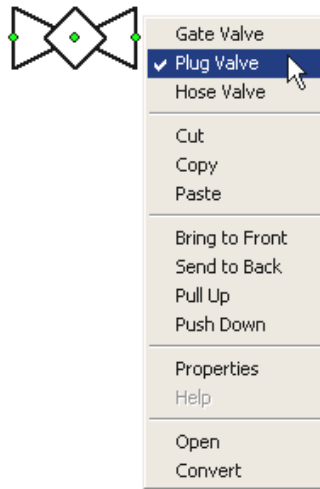 Gate Valve
Plug Valve
Hose Valve
Cut
Copy
Paste
Bring to Front
Send to Back
Pull Up
Push Down
Properties
Help
Open
Convert